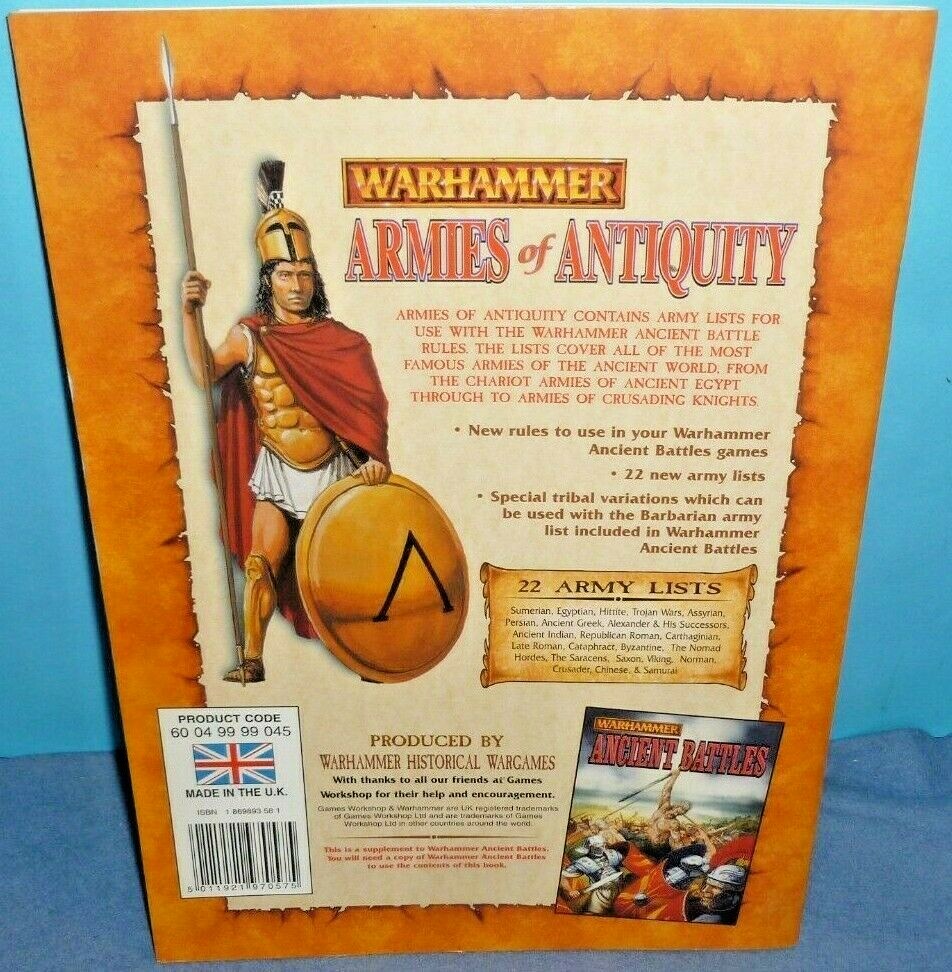 WARHAMMER
ARMIES of ANTIQUITY
ARMIES OF ANTIQUITY CONTAINS ARMY LISTS FOR
USE WITH THE WARHAMMER ANCIENT BATTLE
RULES. THE LISTS COVER ALL OF THE MOST
FAMOUS ARMIES OF THE ANCIENT WORLD, FROM
THE CHARIOT ARMIES OF ANCIENT EGYPT
THROUGH TO ARMIES OF CRUSADING KNIGHTS.
• New rules to use in your Warhammer
Ancient Battles games
• 22 new army lists
• Special tribal variations which can
be used with the Barbarian army
list included in Warhammer
Ancient Battles
22 ARMY LISTS
Sumerian, Egyptian, Hittite, Trojan Wars, Assyrian,
Persian, Ancient Greek, Alexander & His Successors,
Ancient Indian, Republican Roman, Carthaginian,
Late Roman, Cataphract, Byzantine, The Nomad
Hordes, The Saracens, Saxon, Viking, Norman,
Crusader, Chinese, & Samurai
PRODUCT CODE
60 04 99 99 045
MADE IN THE U.K.
ISBN 1 869893 58 1
5 011921 970575
PRODUCED BY
WARHAMMER HISTORICAL WARGAMES
With thanks to all our friends at Games
Workshop for their help and encouragement.
Games Workshop & Warhammer are UK registered trademarks
of Games Workshop Ltd and are trademarks of Games
Workshop Ltd in other countries around the world.
This is a supplement to Warhammer Ancient Battles.
You will need a copy of Warhammer Ancient Battles
to use the contents of this book.
WARHAMMER
ANCIENT BATTLES